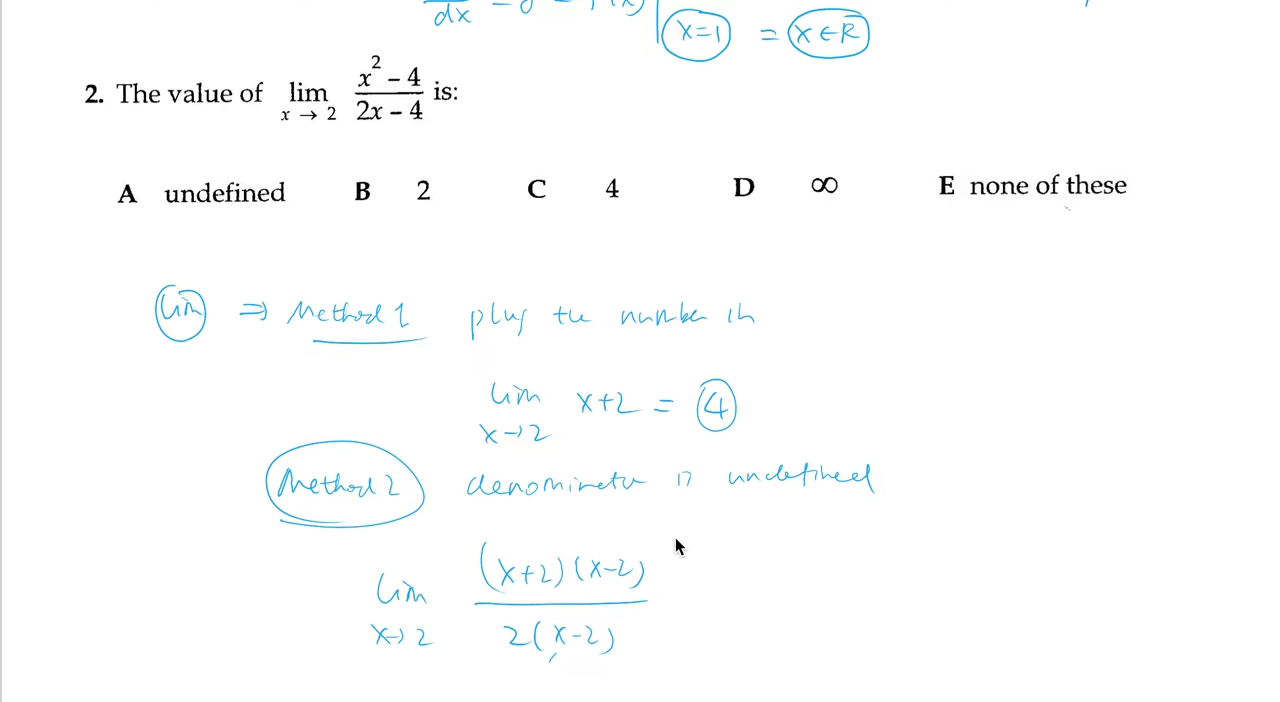 dx
x=1 = x ∈ R
2. The value of lim x → 2 x² – 4 / 2x – 4 is:
A undefined B 2 C 4 D ∞ E none of these
lim ⇒ Method 1 plug the number in
lim x→2 x+2 = 4
Method 2 denominator is undefined
lim x→2 (x+2)(x-2) / 2(x-2)